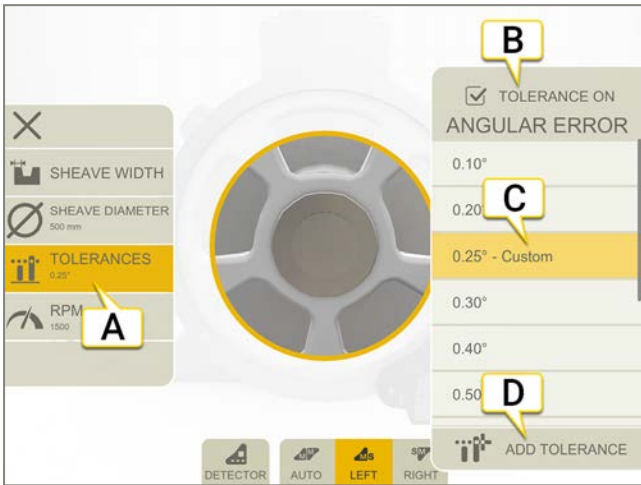 B
TOLERANCE ON
ANGULAR ERROR
SHEAVE WIDTH
SHEAVE DIAMETER
500 mm
TOLERANCES
0.25°
RPM
1500
A
0.10°
0.20°
C
0.25° - Custom
0.30°
0.40°
0.50
D
ADD TOLERANCE
DETECTOR
AUTO
LEFT
RIGHT
M M
M S
S M